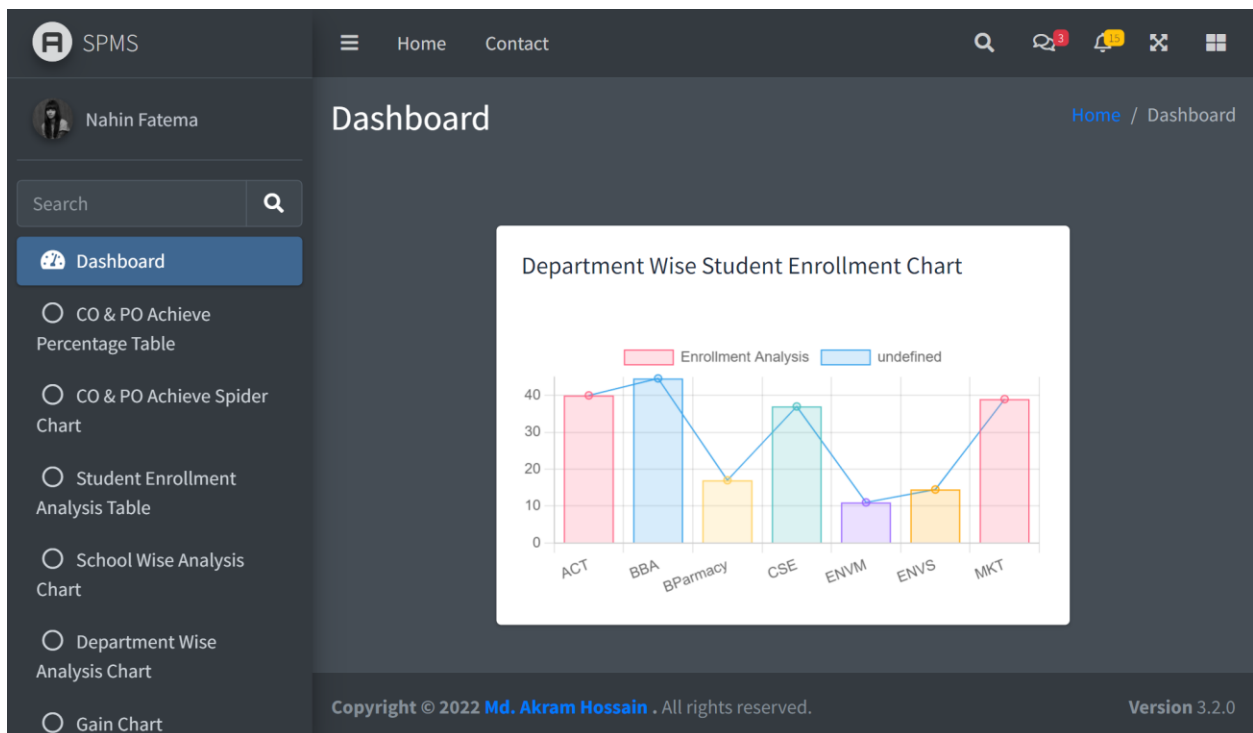 SPMS
Home Contact
3
15
Nahin Fatema
Dashboard
Home / Dashboard
Search
Dashboard
CO & PO Achieve
Percentage Table
CO & PO Achieve Spider
Chart
Student Enrollment
Analysis Table
School Wise Analysis
Chart
Department Wise
Analysis Chart
Gain Chart
Department Wise Student Enrollment Chart
Enrollment Analysis undefined
40
30
20
10
0
ACT BBA BParmacy CSE ENVM ENVS MKT
Copyright © 2022 Md. Akram Hossain . All rights reserved.
Version 3.2.0